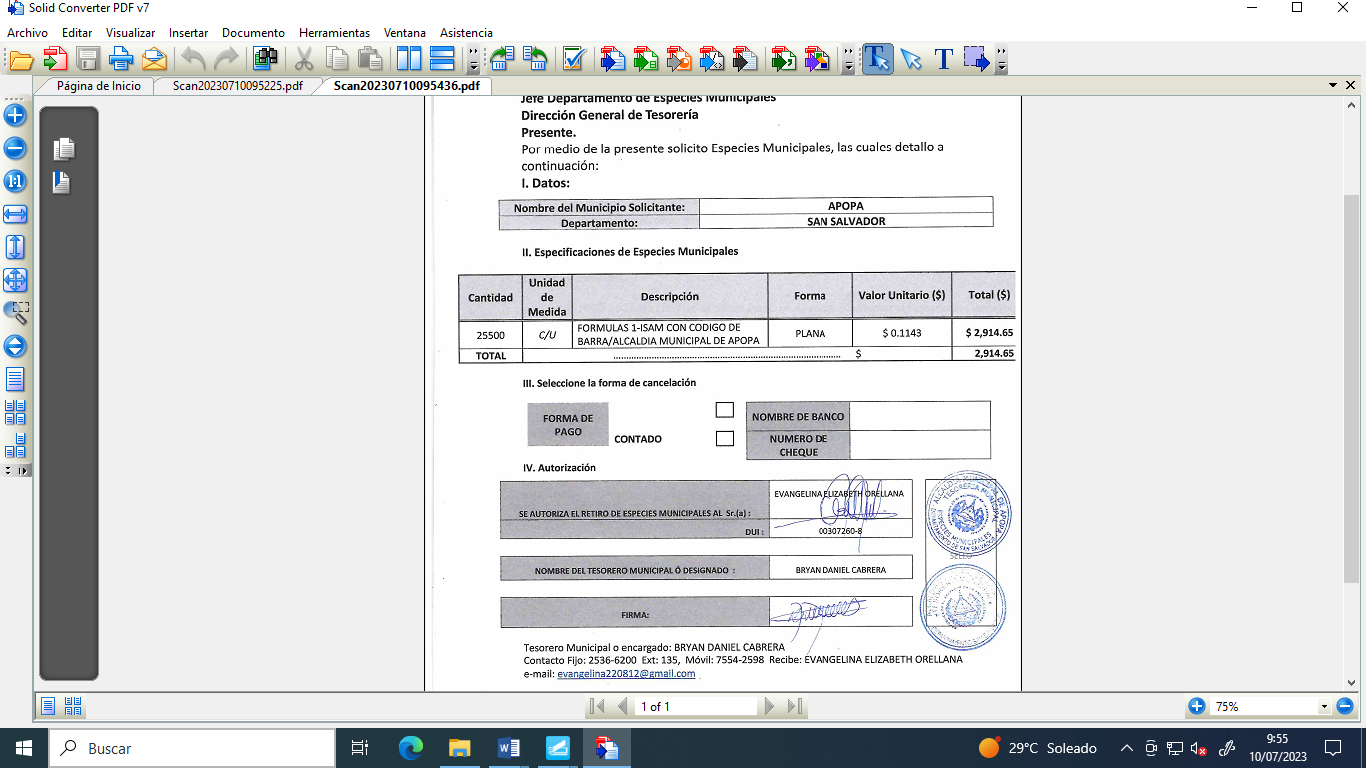 Solid Converter PDF v7
Archivo Editar Visualizar Insertar Documento Herramientas Ventana Asistencia
Página de Inicio Scan20230710095225.pdf Scan20230710095436.pdf
Jefe Departamento de Especies Municipales
Dirección General de Tesorería
Presente.
Por medio de la presente solicito Especies Municipales, las cuales detallo a
continuación:
I. Datos:
Nombre del Municipio Solicitante: APOPA
Departamento: SAN SALVADOR
II. Especificaciones de Especies Municipales
Cantidad Unidad de Medida Descripción Forma Valor Unitario ($) Total ($)
25500 C/U FORMULAS 1-ISAM CON CODIGO DE BARRA/ALCALDIA MUNICIPAL DE APOPA PLANA $ 0.1143 $ 2,914.65
TOTAL $ 2,914.65
III. Seleccione la forma de cancelación
FORMA DE PAGO CONTADO
NOMBRE DE BANCO
NUMERO DE CHEQUE
IV. Autorización
SE AUTORIZA EL RETIRO DE ESPECIES MUNICIPALES AL Sr.(a) : EVANGELINA ELIZABETH ORELLANA
DUI : 00307260-8
SELLO
NOMBRE DEL TESORERO MUNICIPAL Ó DESIGNADO : BRYAN DANIEL CABRERA
FIRMA:
Tesorero Municipal o encargado: BRYAN DANIEL CABRERA
Contacto Fijo: 2536-6200 Ext: 135, Móvil: 7554-2598 Recibe: EVANGELINA ELIZABETH ORELLANA
e-mail: evangelina220812@gmail.com
1 of 1
75%
Buscar
29°C Soleado
9:55
10/07/2023